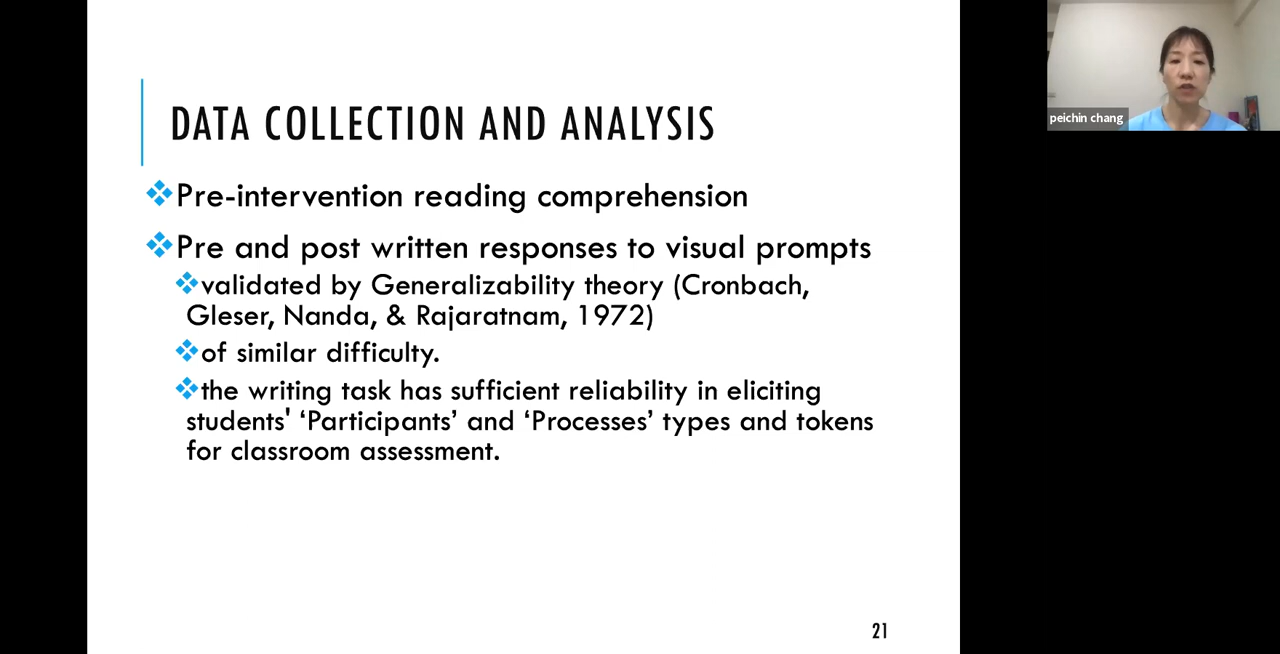 DATA COLLECTION AND ANALYSIS
Pre-intervention reading comprehension
Pre and post written responses to visual prompts
validated by Generalizability theory (Cronbach,
Gleser, Nanda, & Rajaratnam, 1972)
of similar difficulty.
the writing task has sufficient reliability in eliciting
students' ‘Participants’ and ‘Processes’ types and tokens
for classroom assessment.
21
peichin chang